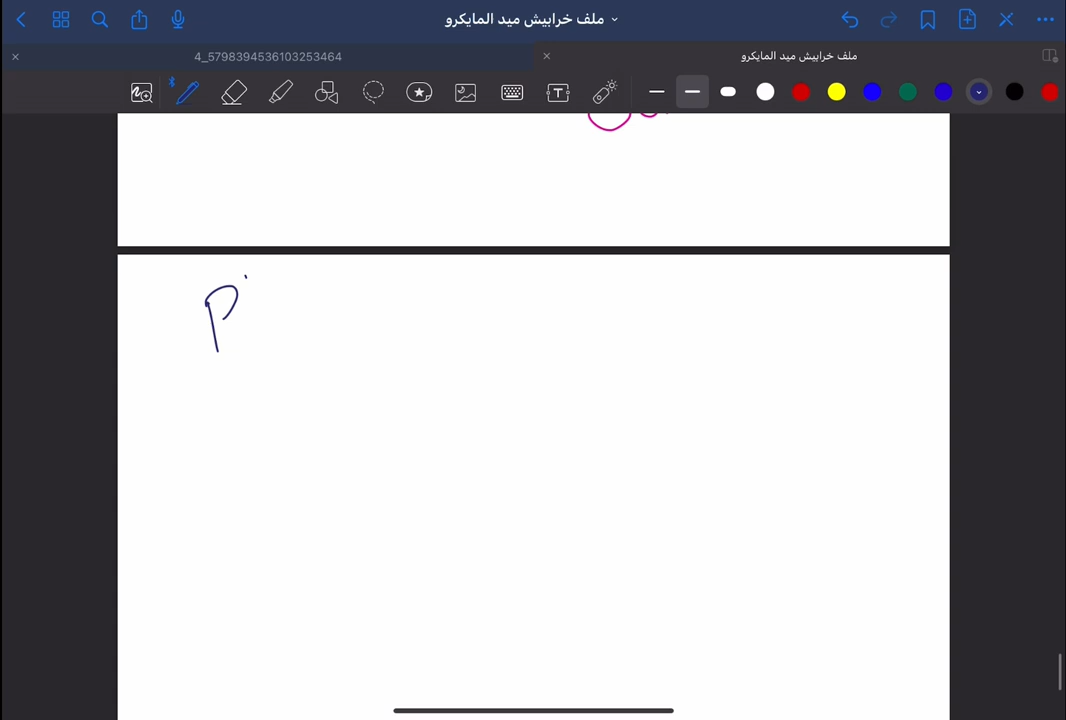 ملف خرابيش ميد المايكرو
4_5798394536103253464
ملف خرابيش ميد المايكرو
T
P